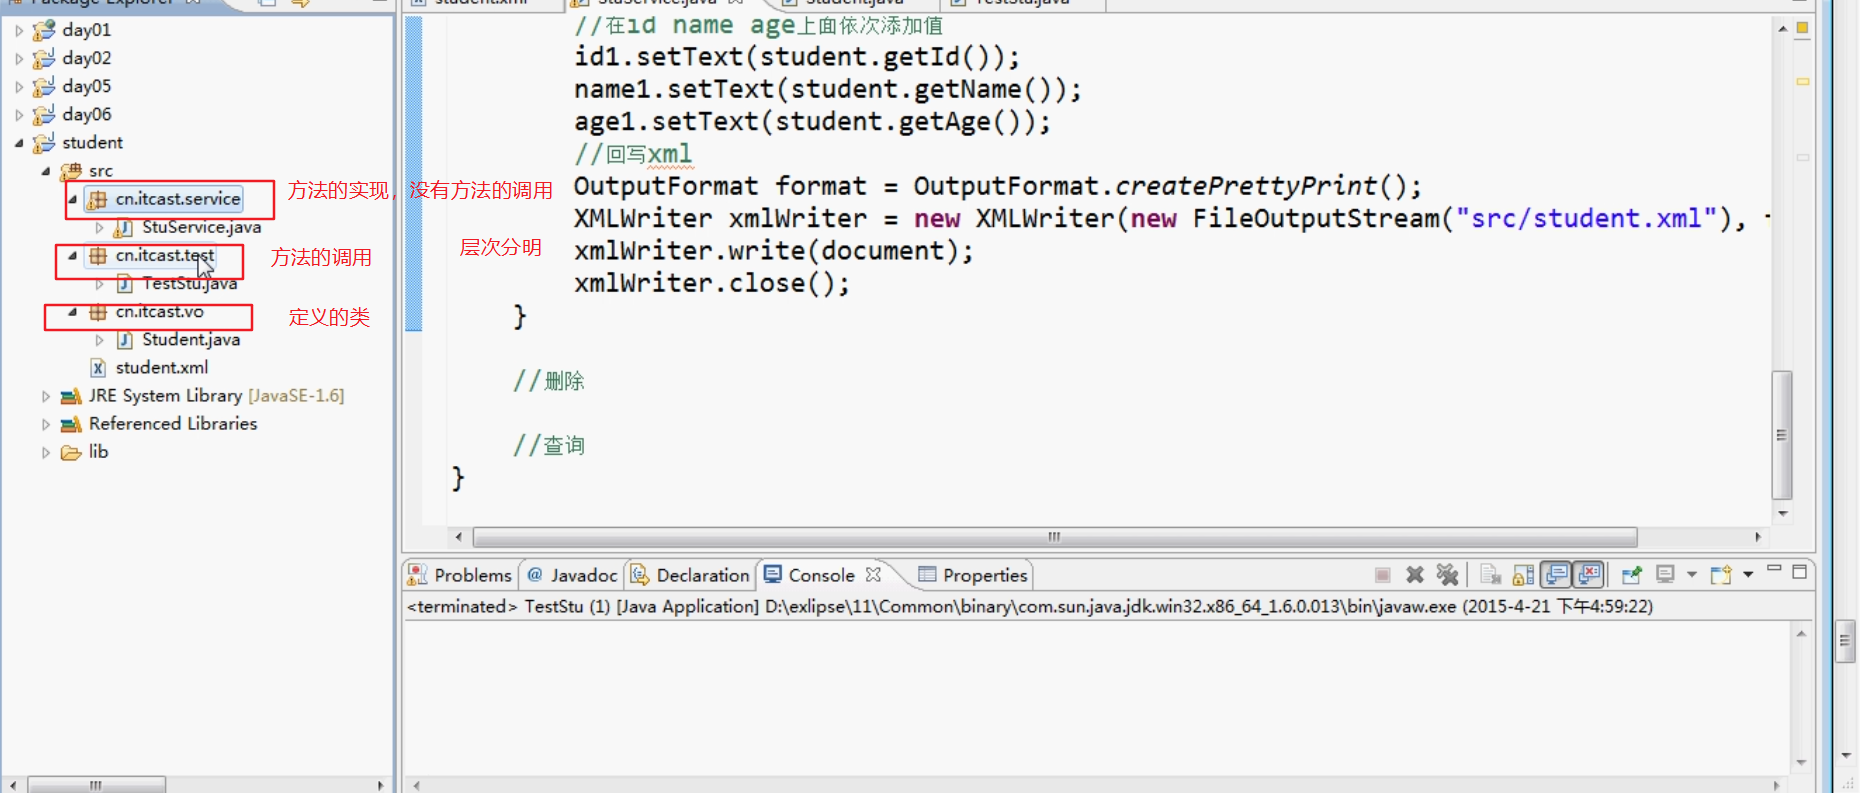 Package Explorer
student.xml
StuService.java
Student.java
TestStu.java
day01
day02
day05
day06
student
src
cn.itcast.service
方法的实现，没有方法的调用
StuService.java
cn.itcast.test
方法的调用
层次分明
TestStu.java
cn.itcast.vo
定义的类
Student.java
student.xml
JRE System Library [JavaSE-1.6]
Referenced Libraries
lib
//在id name age上面依次添加值
id1.setText(student.getId());
name1.setText(student.getName());
age1.setText(student.getAge());
//回写xml
OutputFormat format = OutputFormat.createPrettyPrint();
XMLWriter xmlWriter = new XMLWriter(new FileOutputStream("src/student.xml"),
xmlWriter.write(document);
xmlWriter.close();
}
//删除
//查询
}
Problems
@ Javadoc
Declaration
Console
Properties
<terminated> TestStu (1) [Java Application] D:\exlipse\11\Common\binary\com.sun.java.jdk.win32.x86_64_1.6.0.013\bin\javaw.exe (2015-4-21 下午4:59:22)